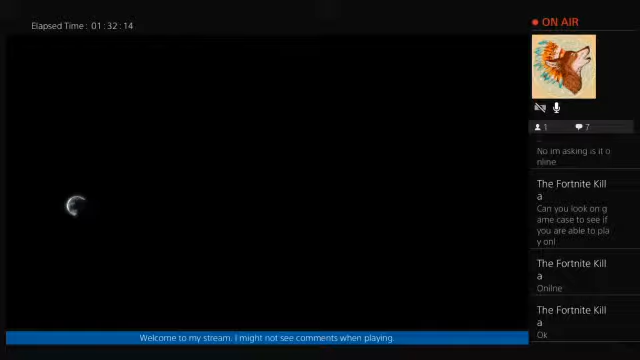 Elapsed Time : 01:32:14
ON AIR
1
7
No im asking is it o
nline
The Fortnite Kill
a
Can you look on g
ame case to see if
you are able to pla
y onl
The Fortnite Kill
a
Onilne
The Fortnite Kill
a
Ok
Welcome to my stream. I might not see comments when playing.